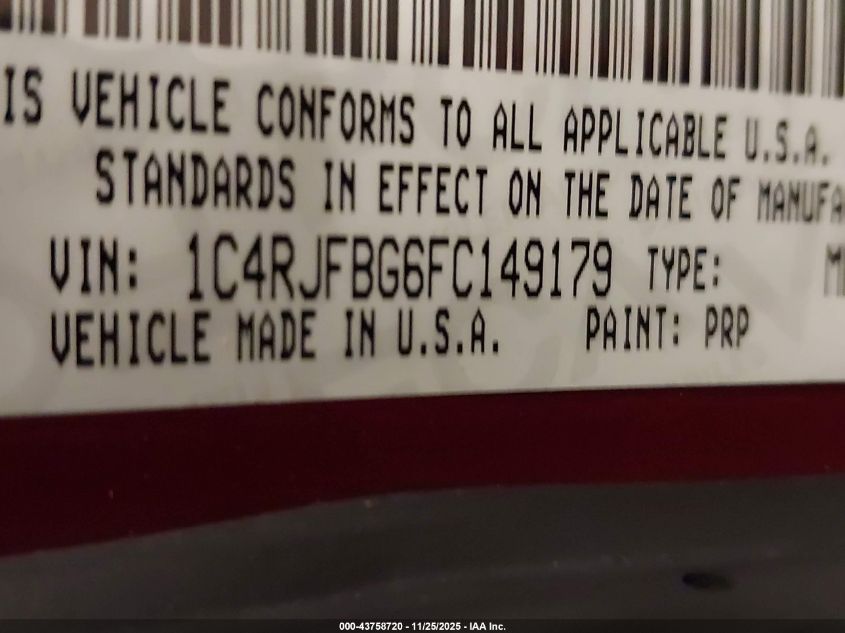 IS VEHICLE CONFORMS TO ALL APPLICABLE U.S.A.
STANDARDS IN EFFECT ON THE DATE OF MANUFA
VIN: 1C4RJFBG6FC149179 TYPE: M
VEHICLE MADE IN U.S.A. PAINT: PRP
000-43758720 - 11/25/2025 - IAA Inc.